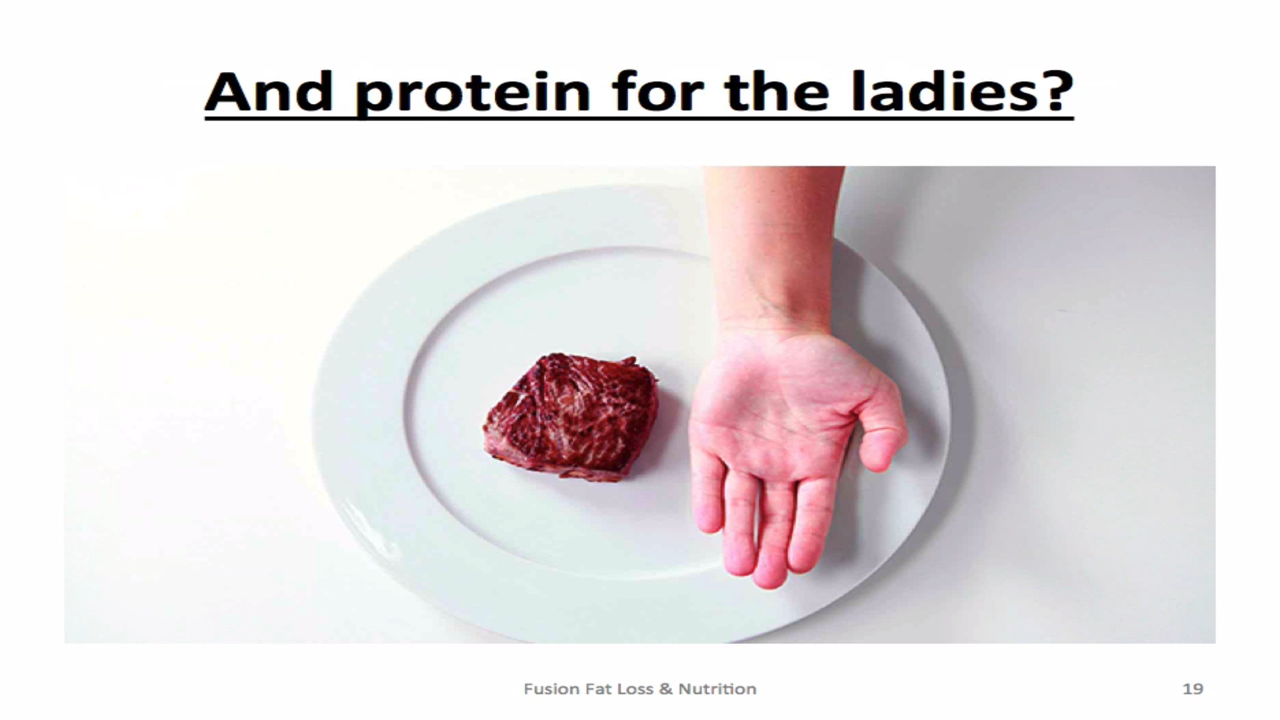 And protein for the ladies?
Fusion Fat Loss & Nutrition
19